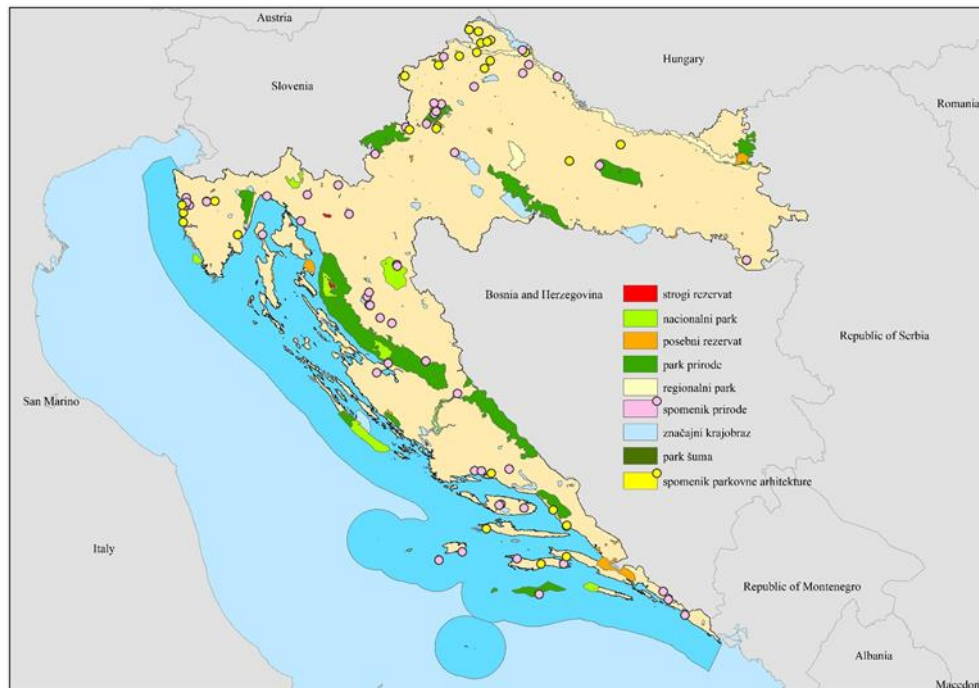 Austria
Hungary
Slovenia
Romania
Bosnia and Herzegovina
strogi rezervat
nacionalni park
posebni rezervat
park prirode
regionalni park
spomenik prirode
značajni krajobraz
park šuma
spomenik parkovne arhitekture
Republic of Serbia
San Marino
Italy
Republic of Montenegro
Albania
Macedon